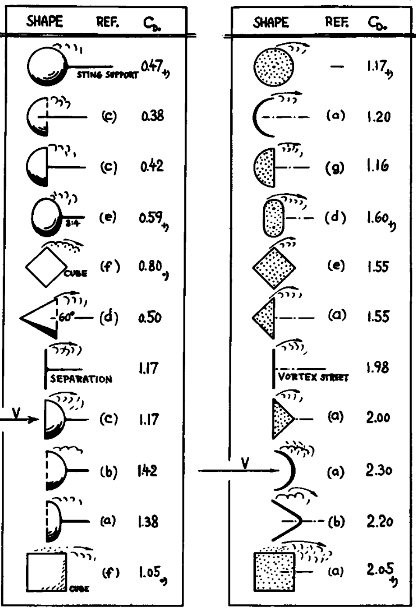 SHAPE REF. CD.
0.47 ₎
STING SUPPORT
(c) 0.38
(c) 0.42
(e) 0.59 ₎
3:4
(f) 0.80 ₎
CUBE
60° (d) 0.50
1.17
SEPARATION
V (c) 1.17
(b) 1.42
(a) 1.38
(f) 1.05 ₎
CUBE
SHAPE REF. CD.
— 1.17 ₎
(a) 1.20
(g) 1.16
(d) 1.60 ₎
(e) 1.55
(a) 1.55
1.98
VORTEX STREET
(a) 2.00
V (a) 2.30
(b) 2.20
(a) 2.05 ₎